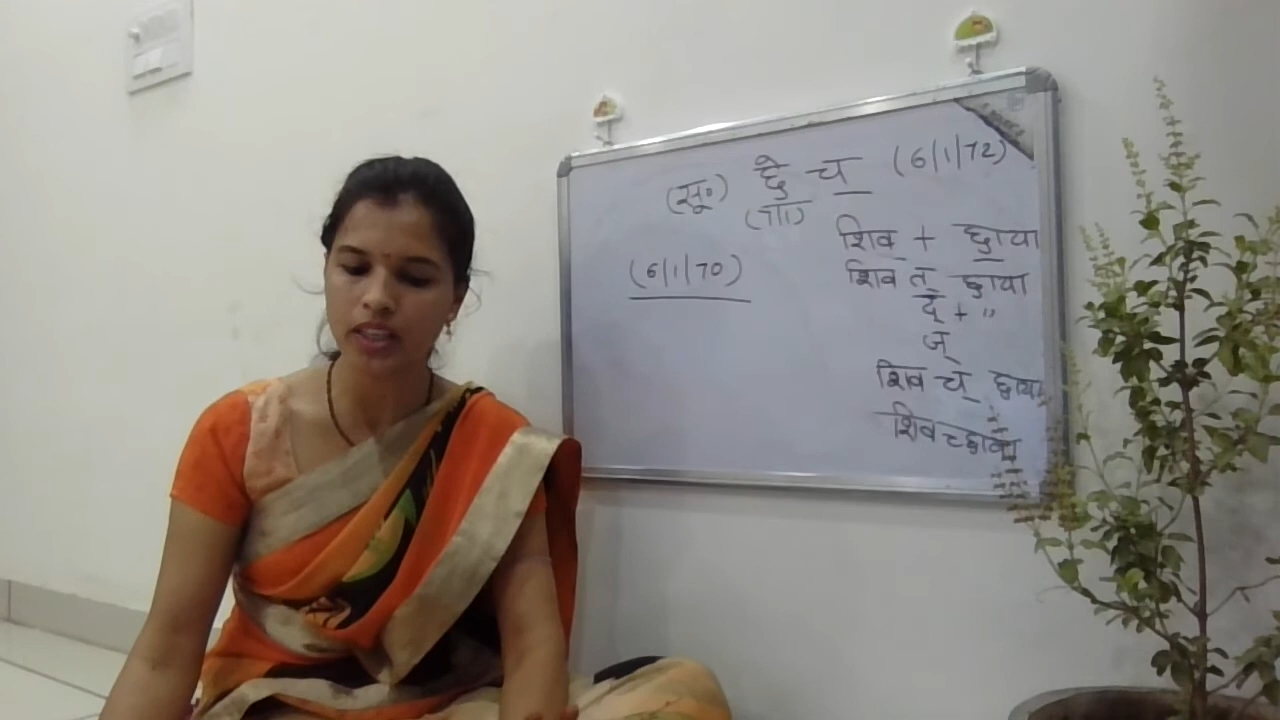 (सू०) छे च (6/1/72)
(7/1)
शिव + छाया
(6/1/70)
शिव त् छाया
द् + "
ज्
शिव च् छाया
शिवच्छाया